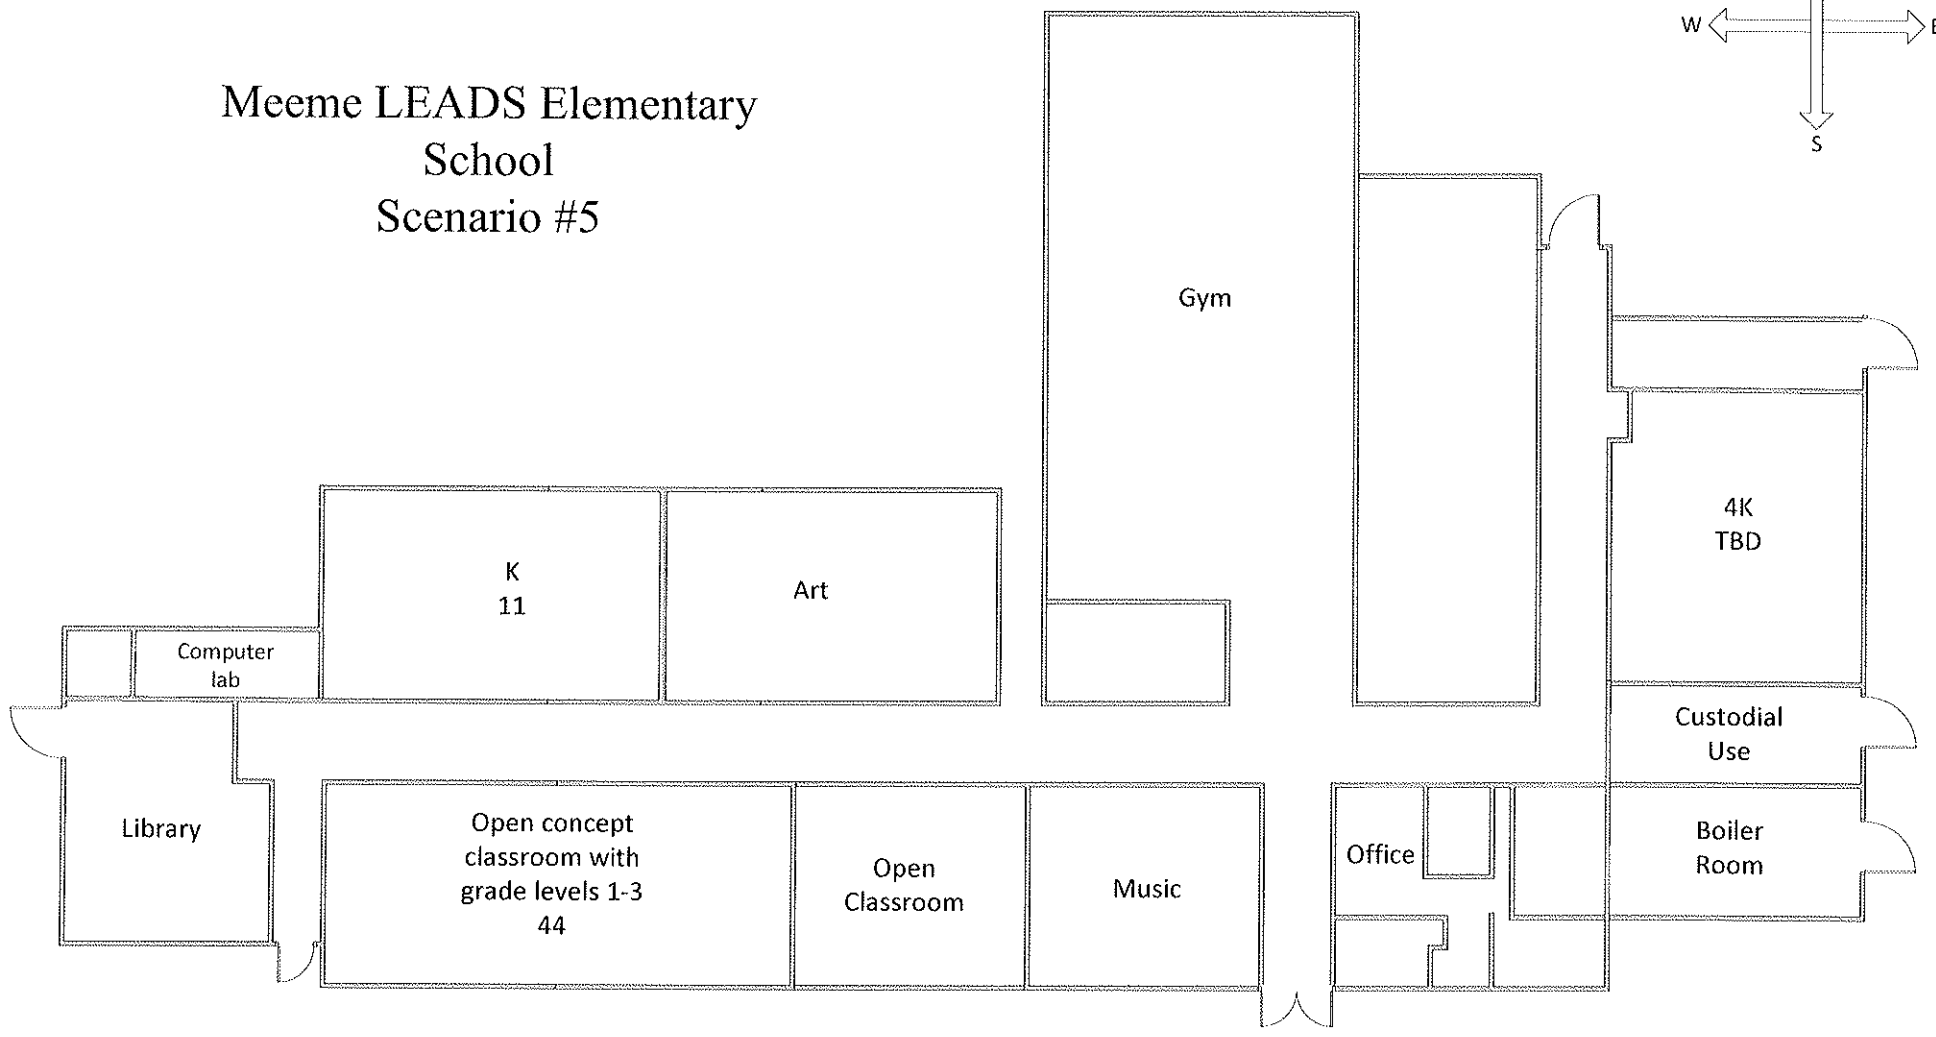 Meeme LEADS Elementary
School
Scenario #5
W
E
S
Gym
4K
TBD
K
11
Art
Computer
lab
Custodial
Use
Library
Open concept
classroom with
grade levels 1-3
44
Open
Classroom
Music
Office
Boiler
Room